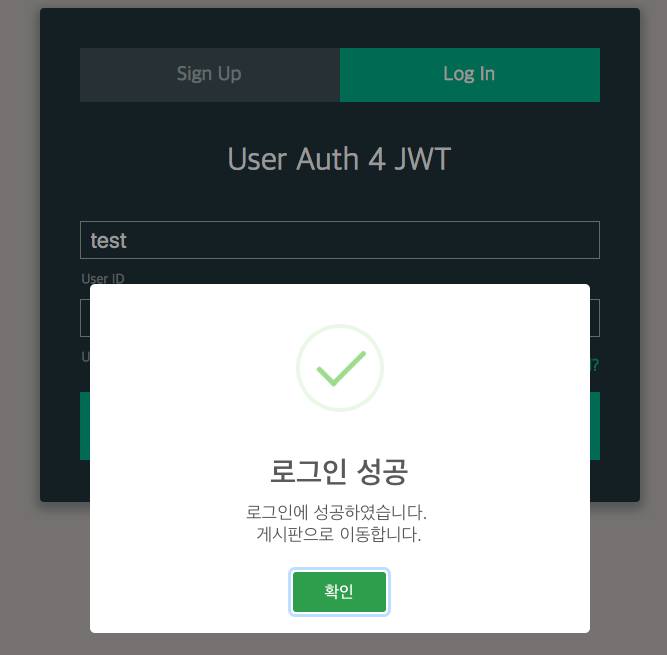 Sign Up
Log In
User Auth 4 JWT
test
User ID
로그인 성공
로그인에 성공하였습니다.
게시판으로 이동합니다.
확인